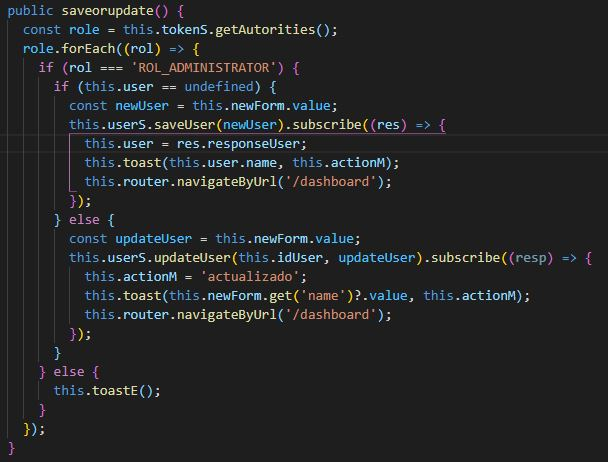 public saveorupdate() {
const role = this.tokenS.getAutorities();
role.forEach((rol) => {
if (rol === 'ROL_ADMINISTRATOR') {
if (this.user == undefined) {
const newUser = this.newForm.value;
this.userS.saveUser(newUser).subscribe((res) => {
this.user = res.responseUser;
this.toast(this.user.name, this.actionM);
this.router.navigateByUrl('/dashboard');
});
} else {
const updateUser = this.newForm.value;
this.userS.updateUser(this.idUser, updateUser).subscribe((resp) => {
this.actionM = 'actualizado';
this.toast(this.newForm.get('name')?.value, this.actionM);
this.router.navigateByUrl('/dashboard');
});
}
} else {
this.toastE();
}
});
}